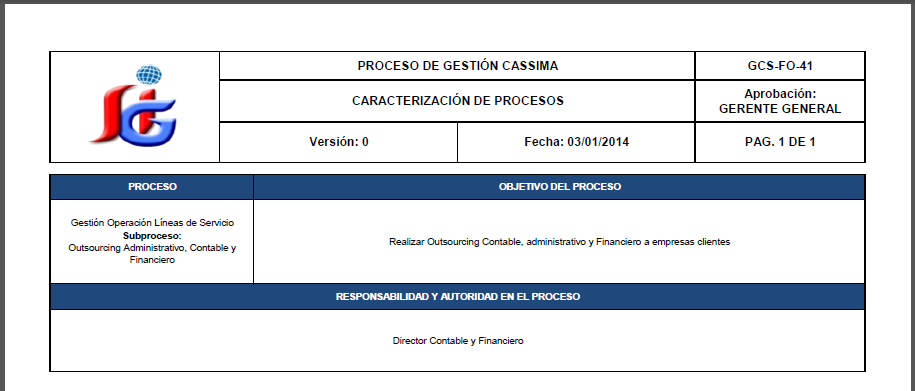 SIG
PROCESO DE GESTIÓN CASSIMA
GCS-FO-41
CARACTERIZACIÓN DE PROCESOS
Aprobación:
GERENTE GENERAL
Versión: 0
Fecha: 03/01/2014
PAG. 1 DE 1
PROCESO
OBJETIVO DEL PROCESO
Gestión Operación Líneas de Servicio
Subproceso:
Outsourcing Administrativo, Contable y
Financiero
Realizar Outsourcing Contable, administrativo y Financiero a empresas clientes
RESPONSABILIDAD Y AUTORIDAD EN EL PROCESO
Director Contable y Financiero